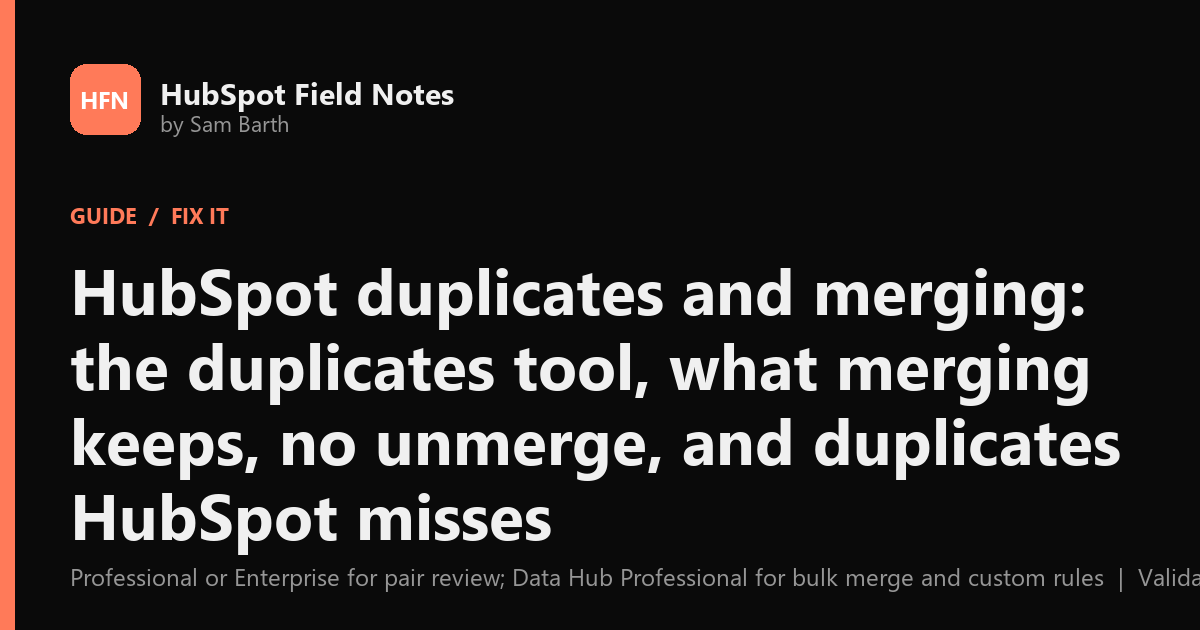 HFN
HubSpot Field Notes
by Sam Barth
GUIDE / FIX IT
HubSpot duplicates and merging:
the duplicates tool, what merging
keeps, no unmerge, and duplicates
HubSpot misses
Professional or Enterprise for pair review; Data Hub Professional for bulk merge and custom rules | Valida